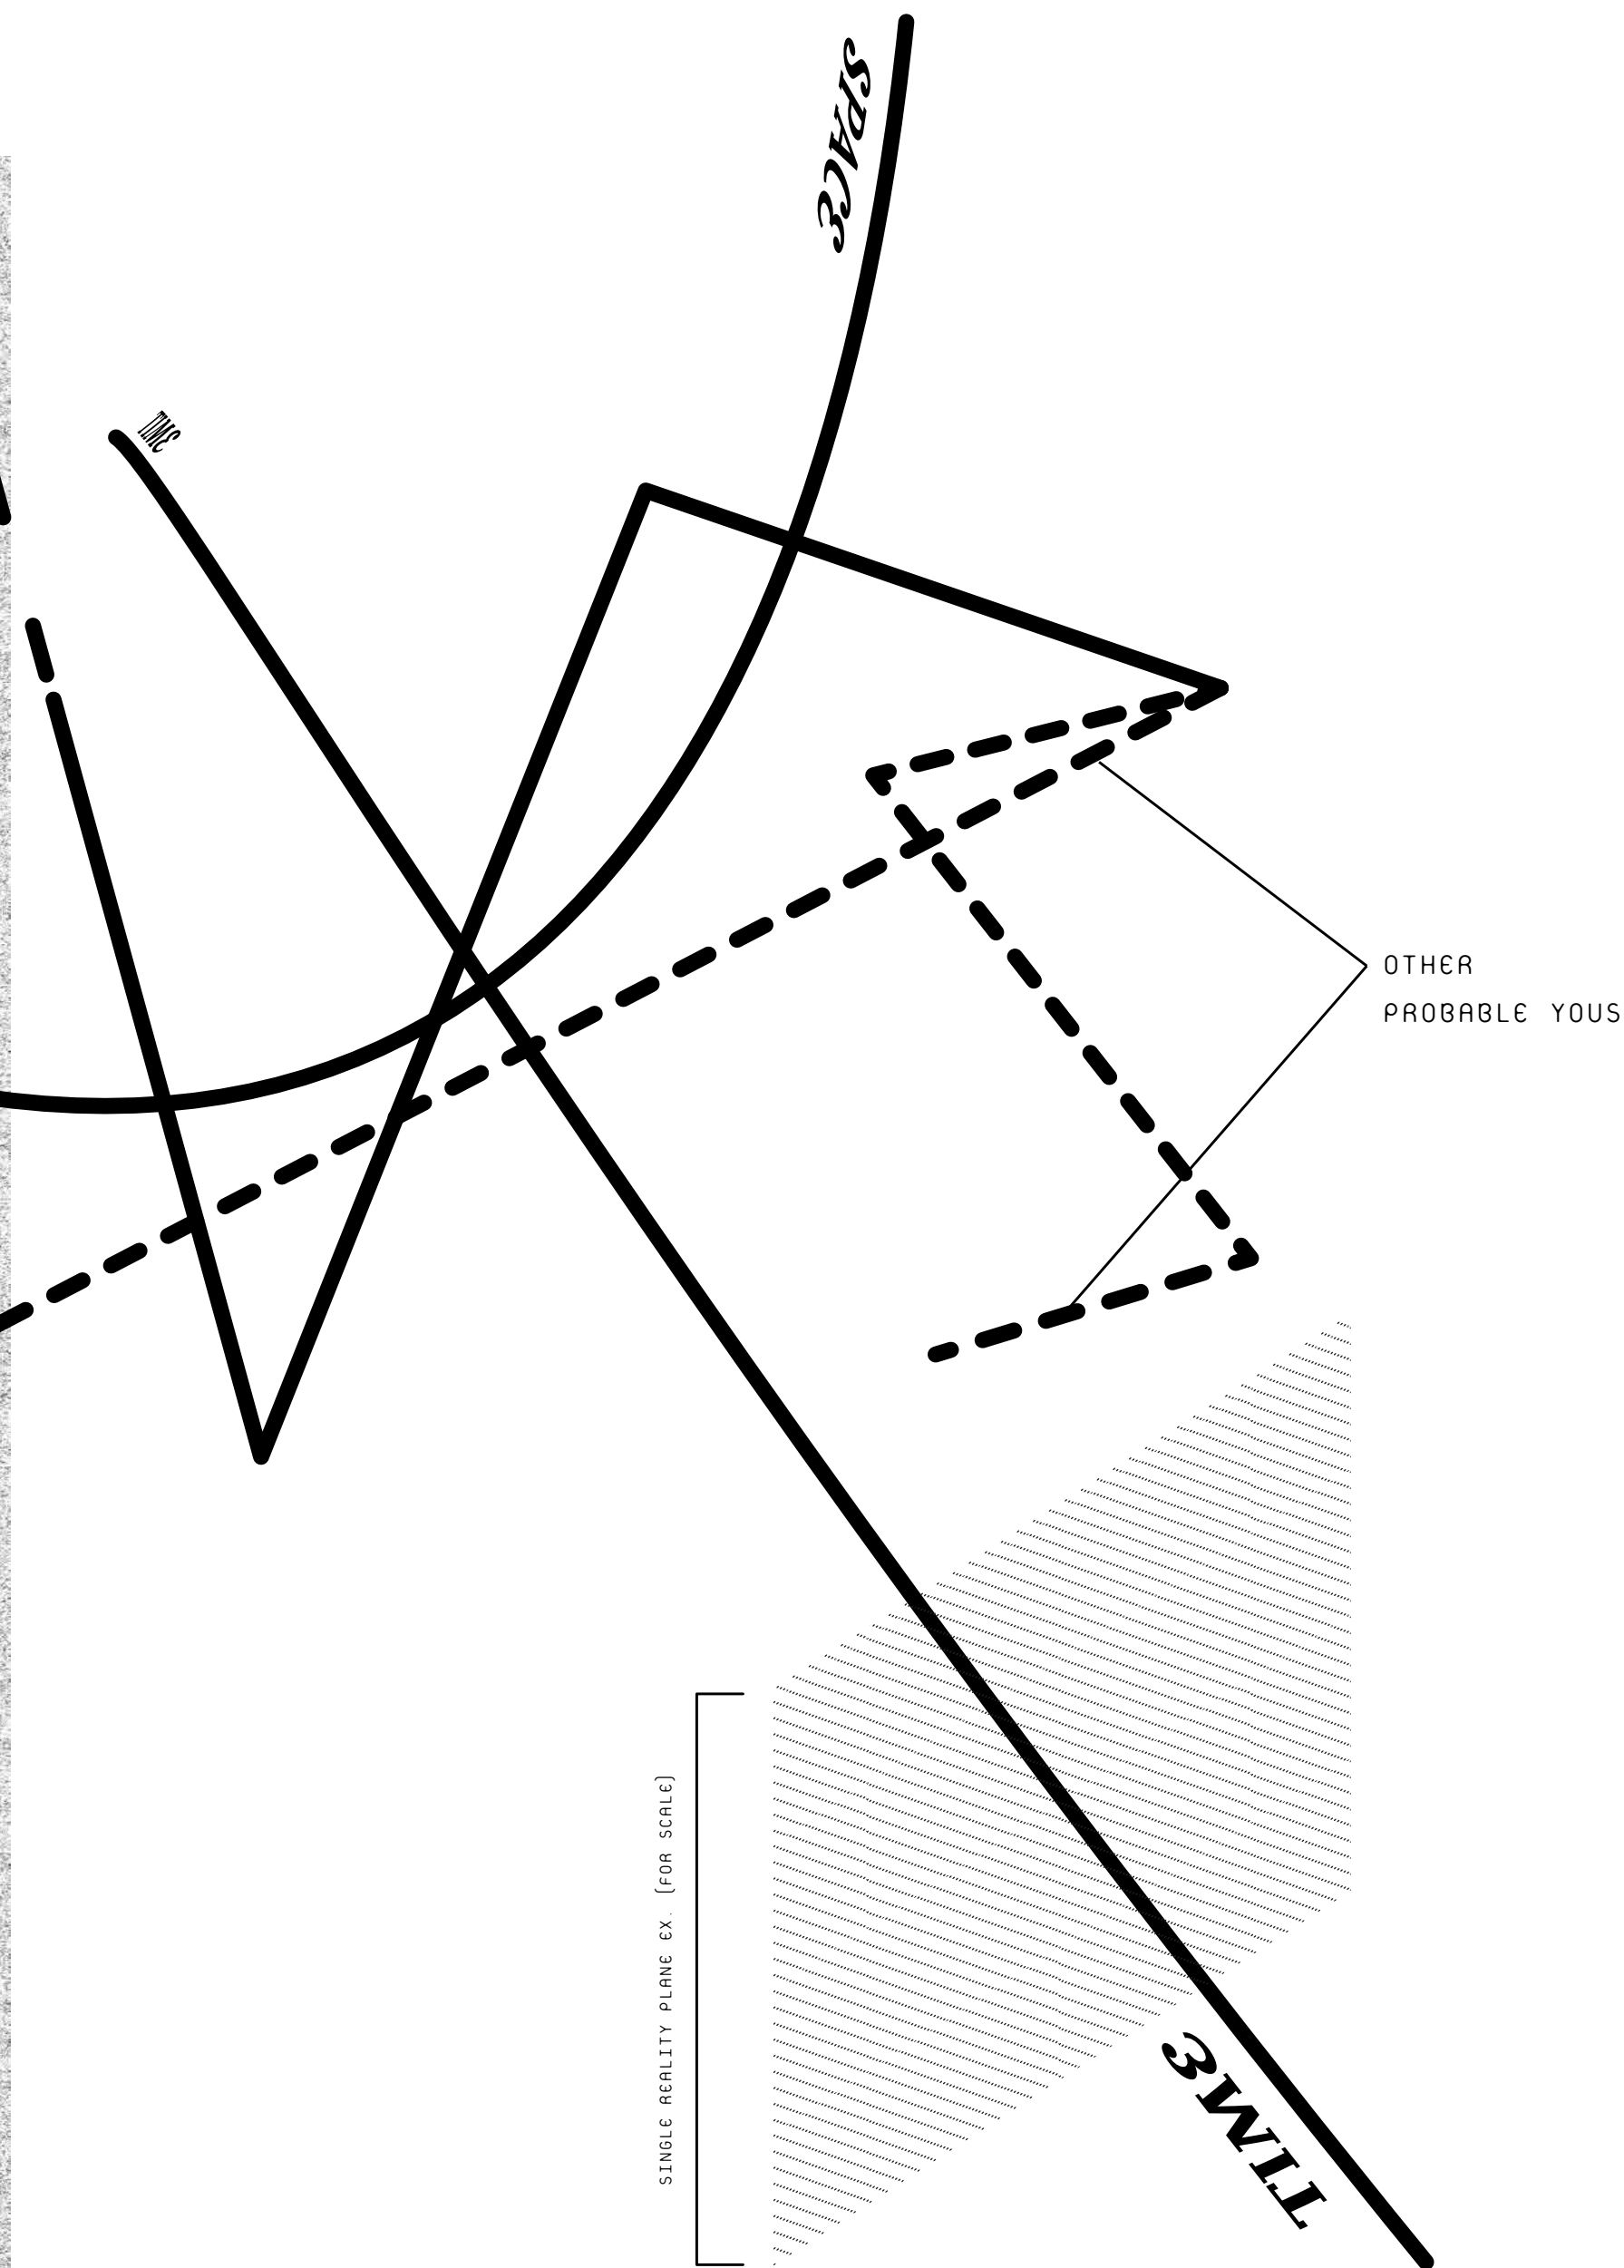 SPACE
TIME
OTHER
PROBABLE YOUS
SINGLE REALITY PLANE EX. (FOR SCALE)
TIME